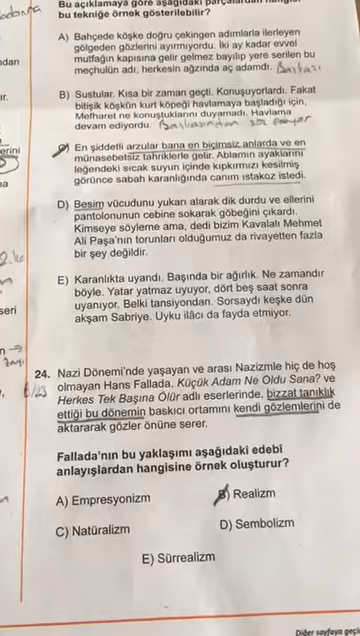 Bu açıklamaya göre aşağıdaki
bu tekniğe örnek gösterilebilir?
A) Bahçede köşke doğru çekingen adımlarla ilerleyen
gölgeden gözlerini ayırmıyordu. İki ay kadar evvel
mutfağın kapısına gelir gelmez bayılıp yere serilen bu
meçhulün adı, herkesin ağzında aç adamdı.
B) Sustular. Kısa bir zaman geçti. Konuşuyorlardı. Fakat
bitişik köşkün kurt köpeği havlamaya başladığı için,
Mefharet ne konuştuklarını duyamadı. Havlama
devam ediyordu.
En şiddetli arzular bana en biçimsiz anlarda ve en
münasebetsiz tahriklerle gelir. Ablamın ayaklarını
leğendeki sıcak suyun içinde kıpkırmızı kesilmiş
görünce sabah karanlığında canım ıstakoz istedi.
D) Besim vücudunu yukarı alarak dik durdu ve ellerini
pantolonunun cebine sokarak göbeğini çıkardı.
Kimseye söyleme ama, dedi bizim Kavalalı Mehmet
Ali Paşa'nın torunları olduğumuz da rivayetten fazla
bir şey değildir.
E) Karanlıkta uyandı. Başında bir ağırlık. Ne zamandır
böyle. Yatar yatmaz uyuyor, dört beş saat sonra
uyanıyor. Belki tansiyondan. Sorsaydı keşke dün
akşam Sabriye. Uyku ilâcı da fayda etmiyor.
24. Nazi Dönemi'nde yaşayan ve arası Nazizmle hiç de hoş
olmayan Hans Fallada, Küçük Adam Ne Oldu Sana? ve
Herkes Tek Başına Ölür adlı eserlerinde, bizzat tanıklık
ettiği bu dönemin baskıcı ortamını kendi gözlemlerini de
aktararak gözler önüne serer.
Fallada'nın bu yaklaşımı aşağıdaki edebî
anlayışlardan hangisine örnek oluşturur?
A) Empresyonizm
B) Realizm
C) Natüralizm
D) Sembolizm
E) Sürrealizm
Diğer sayfaya